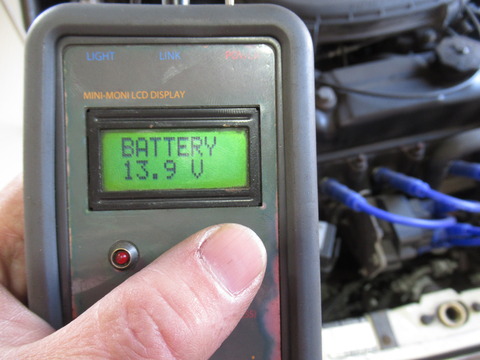 LIGHT LINK
MINI-MONI LCD DISPLAY
BATTERY
13.9 V